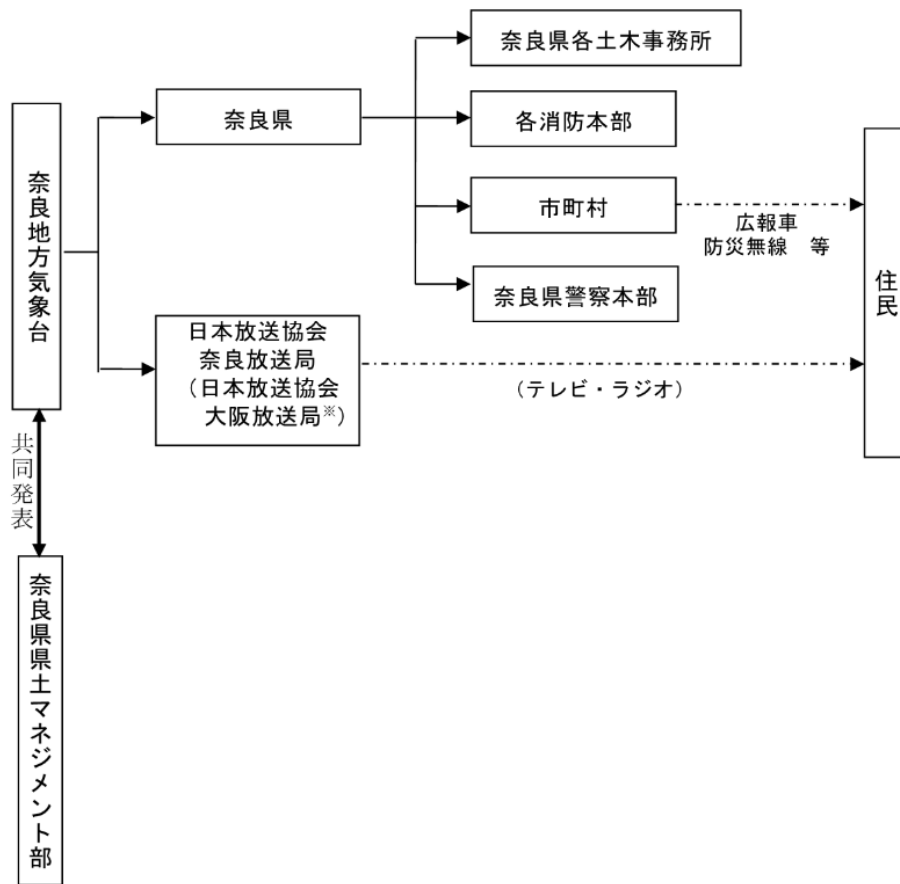 奈良県各土木事務所
奈良県
各消防本部
奈良地方気象台
市町村
広報車
防災無線　等
住民
奈良県警察本部
日本放送協会
奈良放送局
（日本放送協会
大阪放送局※）
（テレビ・ラジオ）
共同発表
奈良県県土マネジメント部